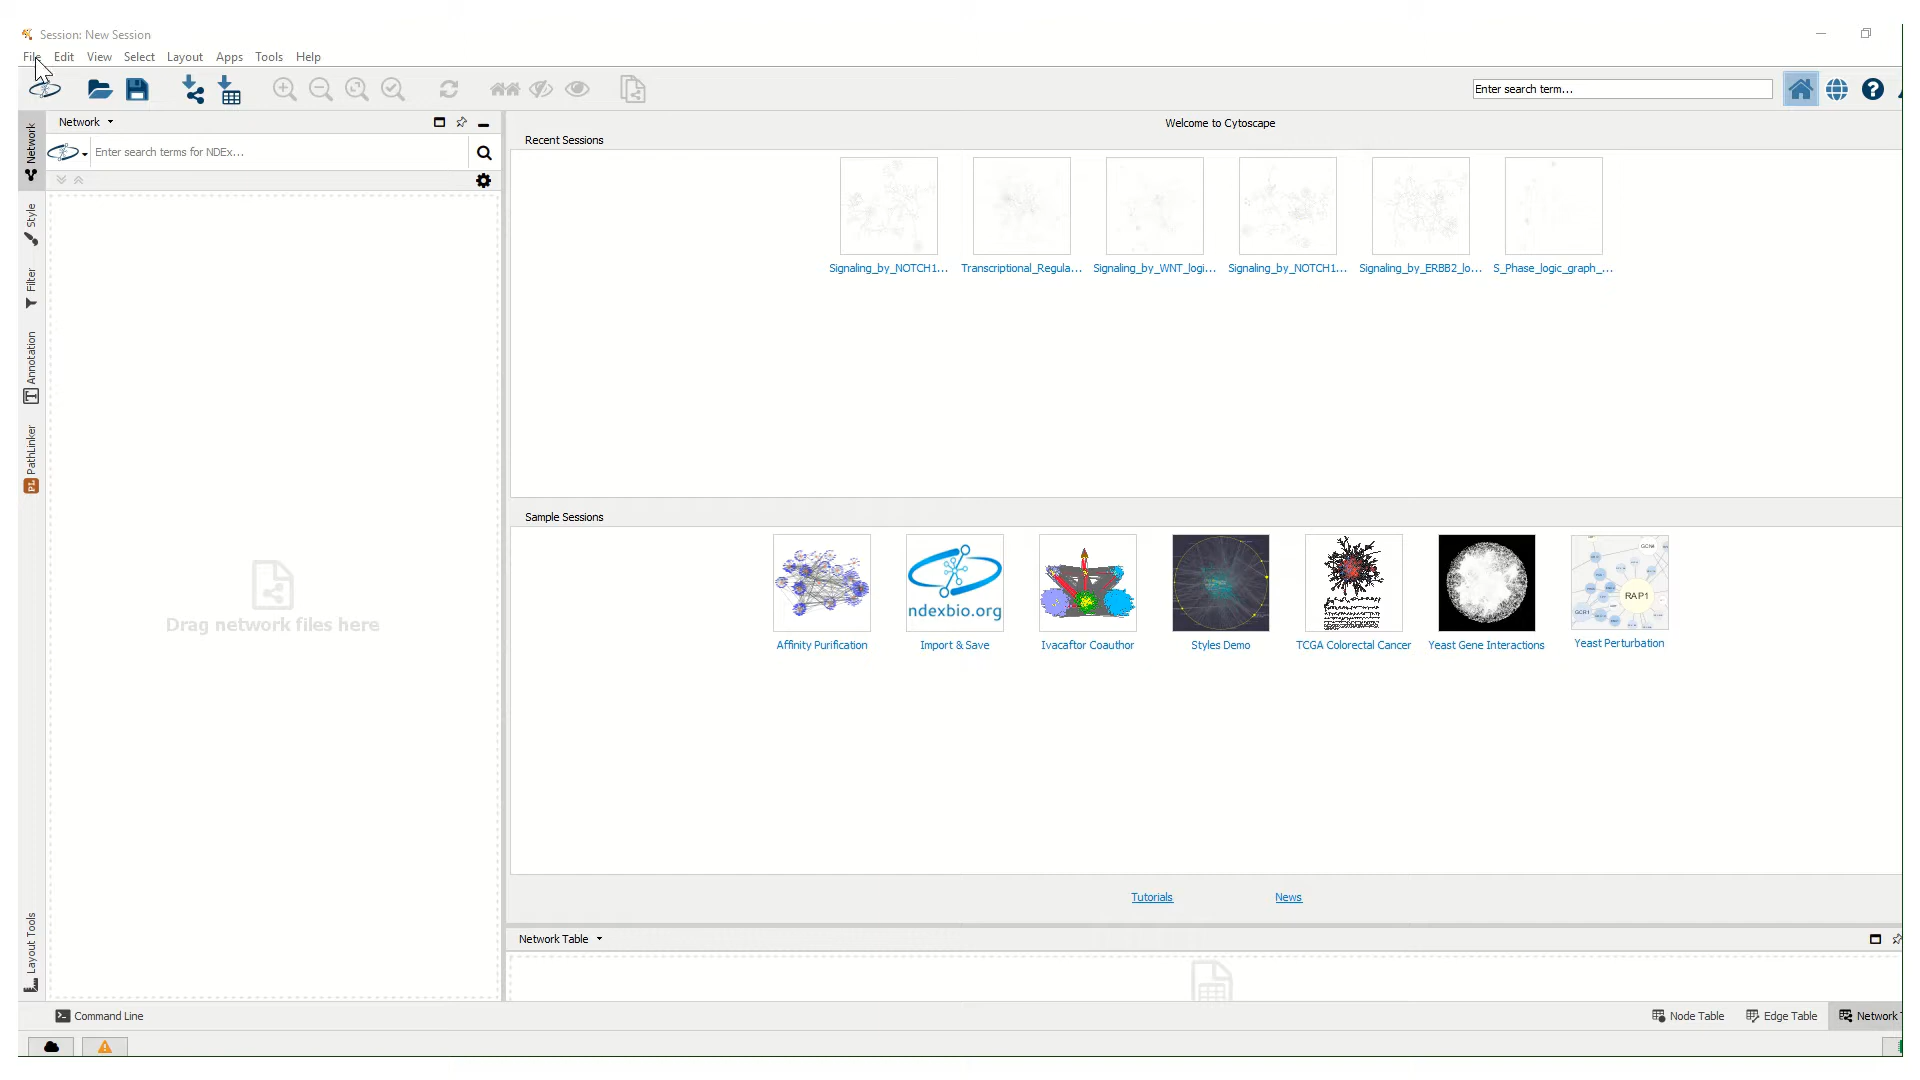 Session: New Session
File Edit View Select Layout Apps Tools Help
Enter search term...
Network
Network
Style
Filter
Annotation
PathLinker
PL
Layout Tools
Enter search terms for NDEx...
Drag network files here
Welcome to Cytoscape
Recent Sessions
Signaling_by_NOTCH1... Transcriptional_Regula... Signaling_by_WNT_logi... Signaling_by_NOTCH1... Signaling_by_ERBB2_lo... S_Phase_logic_graph_...
Sample Sessions
ndexbio.org
RAP1
GCN4
GCR1
Affinity Purification Import & Save Ivacaftor Coauthor Styles Demo TCGA Colorectal Cancer Yeast Gene Interactions Yeast Perturbation
Tutorials News
Network Table
Command Line
Node Table Edge Table Network